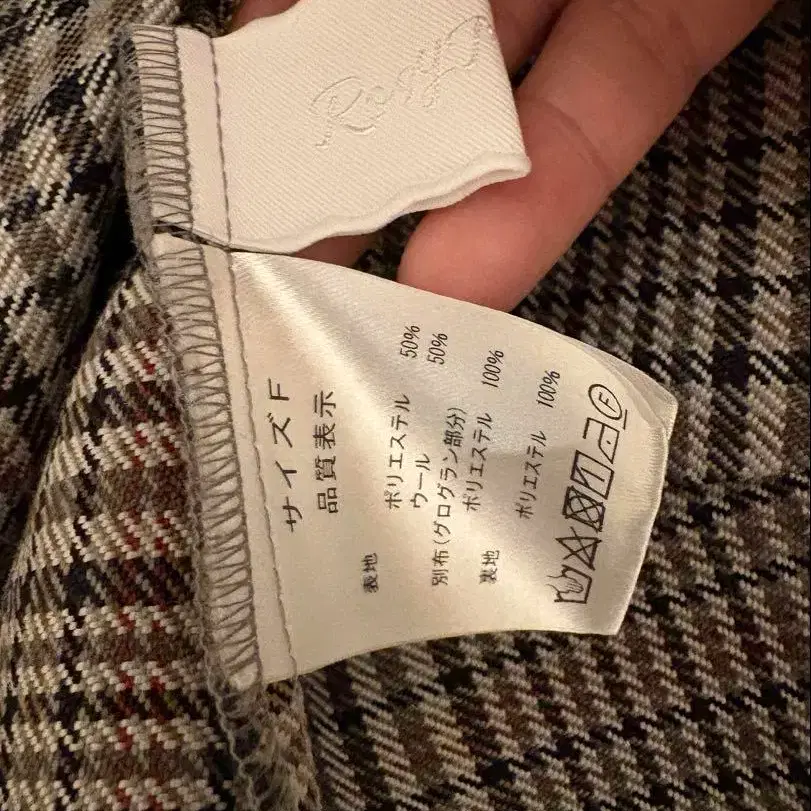 Rosy
サイズ F
品質表示
表地
ポリエステル 50%
ウール 50%
別布(グログラン部分)
ポリエステル 100%
裏地
ポリエステル 100%
F